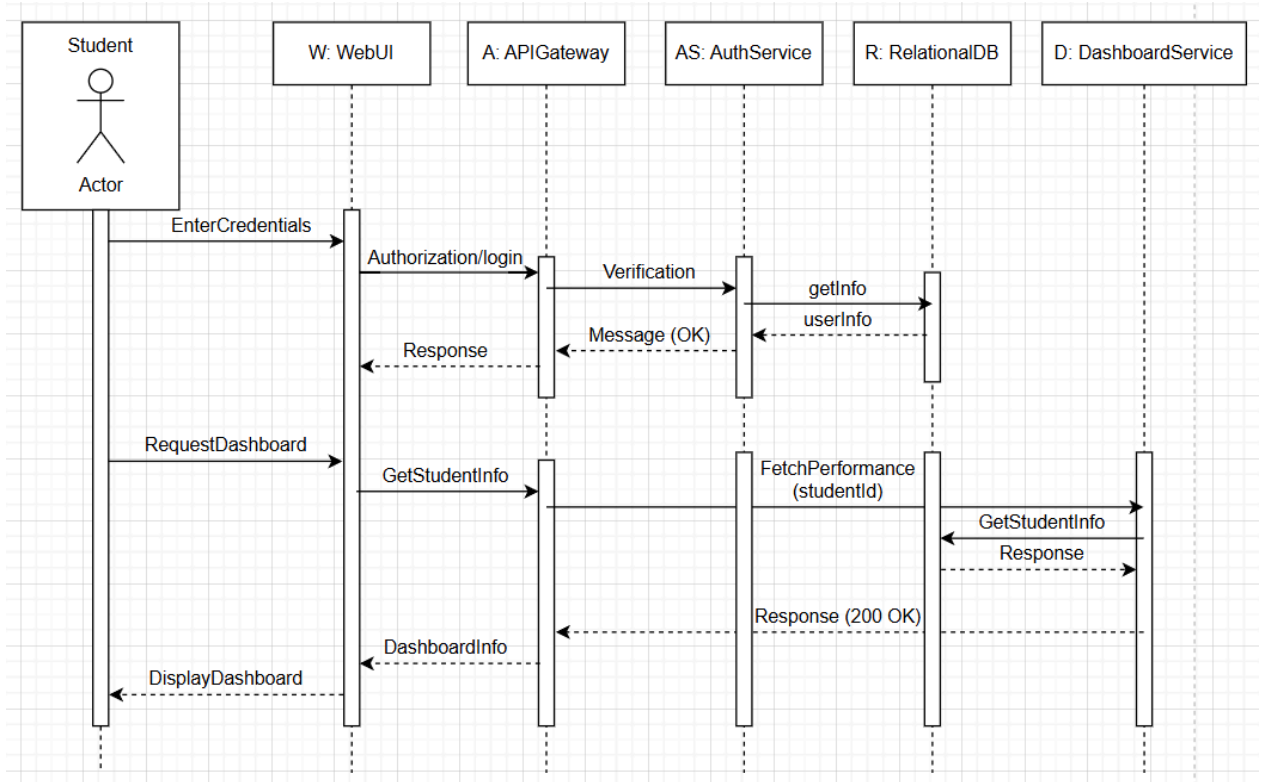 Student
Actor
W: WebUI
A: APIGateway
AS: AuthService
R: RelationalDB
D: DashboardService
EnterCredentials
Authorization/login
Verification
getInfo
userInfo
Message (OK)
Response
RequestDashboard
GetStudentInfo
FetchPerformance
(studentId)
GetStudentInfo
Response
Response (200 OK)
DashboardInfo
DisplayDashboard